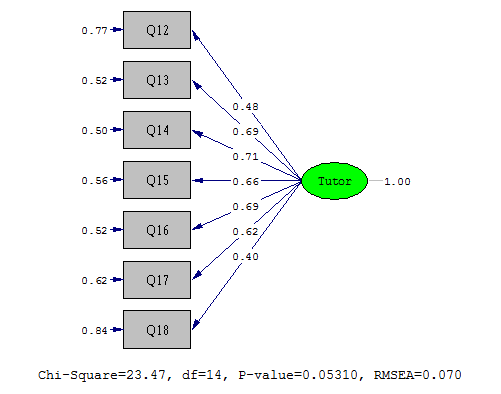 0.77 Q12
0.48
0.52 Q13
0.69
0.50 Q14
0.71
0.56 Q15 0.66 Tutor 1.00
0.69
0.52 Q16
0.62
0.62 Q17
0.40
0.84 Q18
Chi-Square=23.47, df=14, P-value=0.05310, RMSEA=0.070